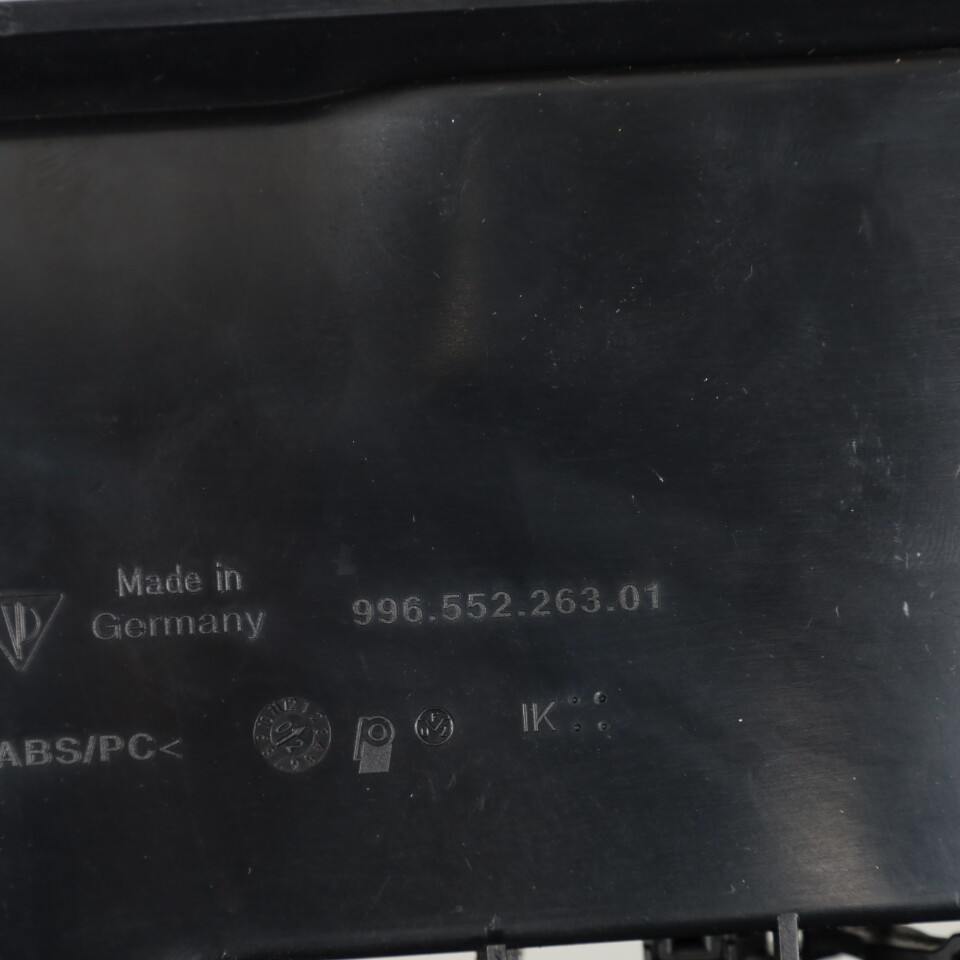 Made in
Germany
996.552.263.01
ABS/PC<
IK